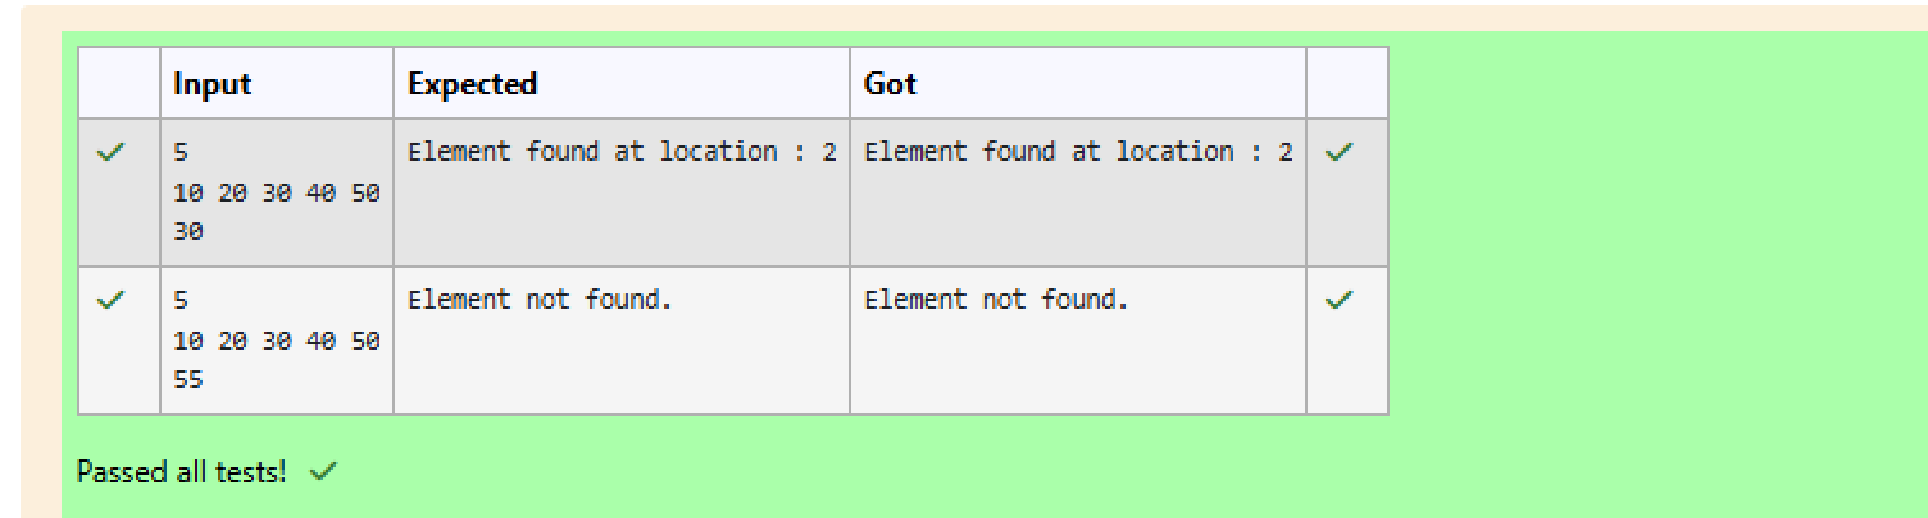 Input Expected Got
5 Element found at location : 2 Element found at location : 2
10 20 30 40 50
30
5 Element not found. Element not found.
10 20 30 40 50
55
Passed all tests!